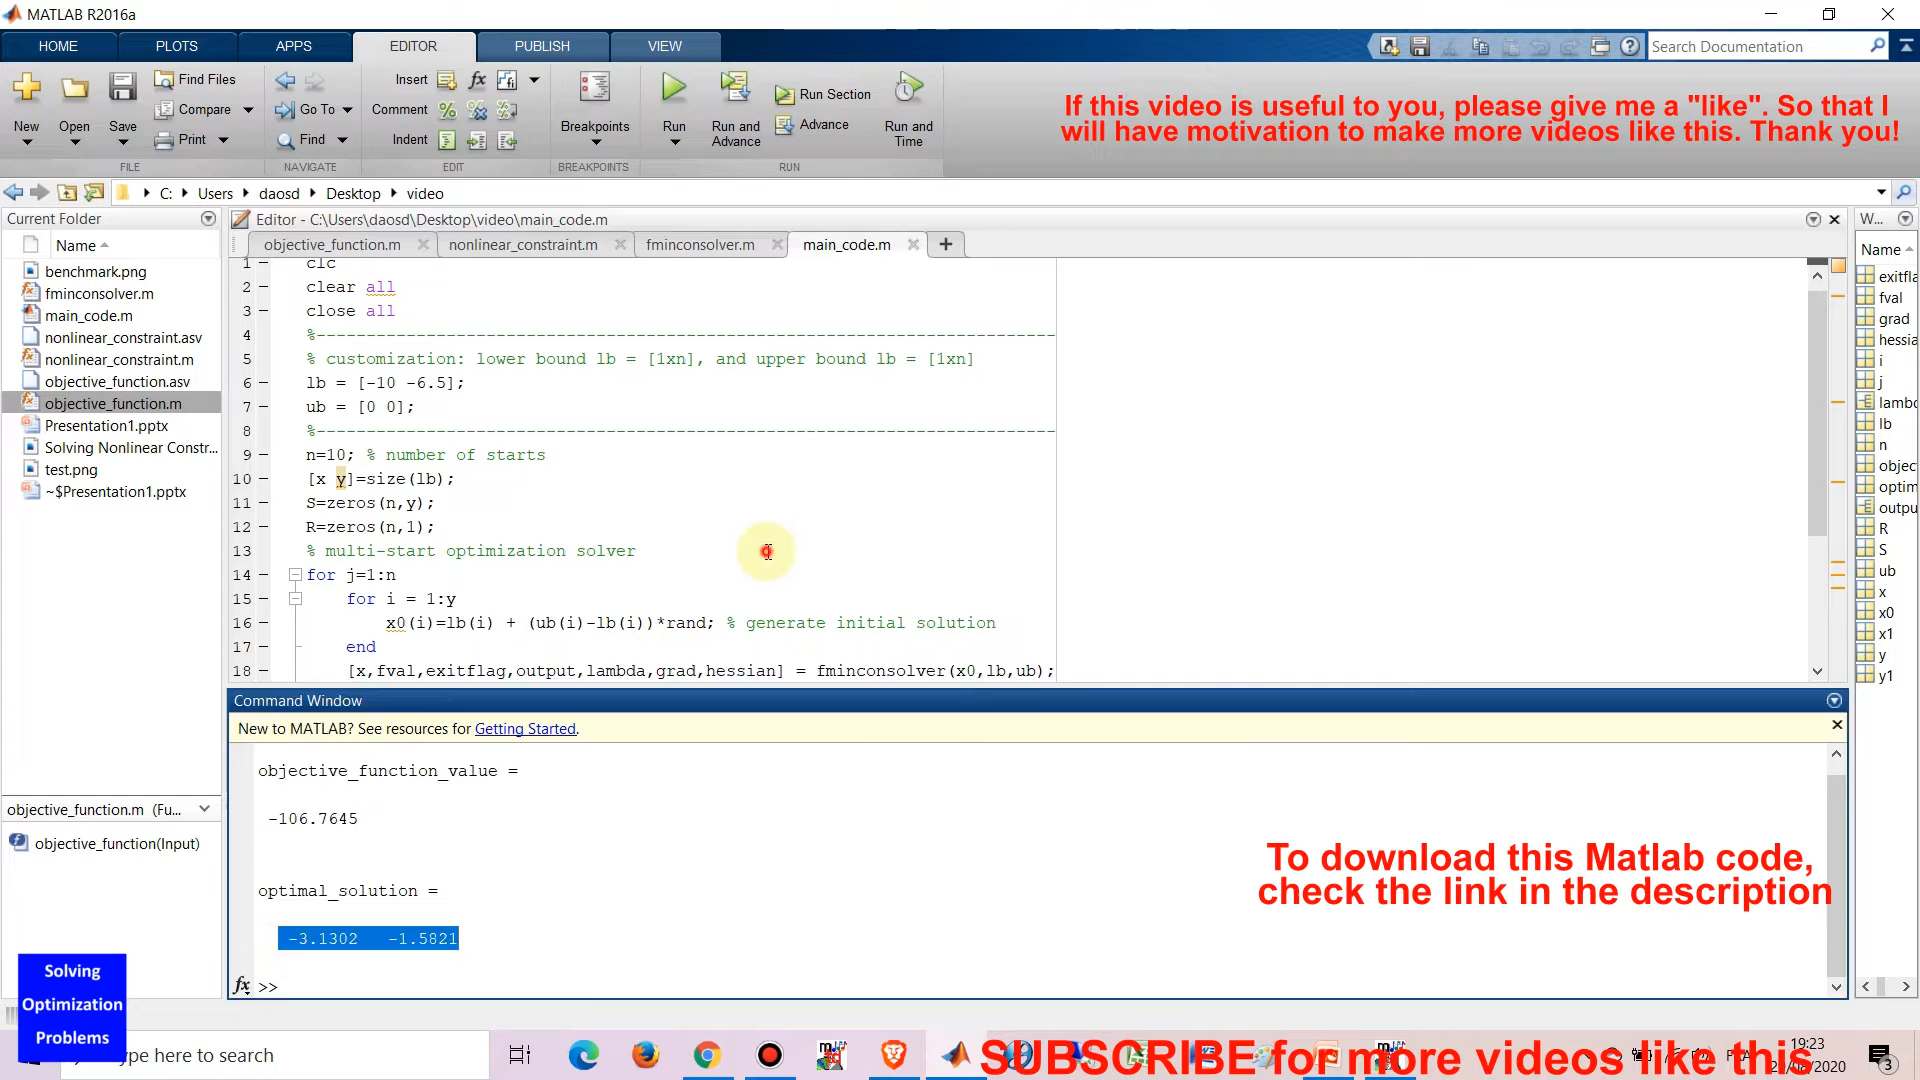 MATLAB R2016a
HOME PLOTS APPS EDITOR PUBLISH VIEW
Search Documentation
New Open Save
Find Files
Compare
Print
Go To
Find
Insert
Comment
Indent
Breakpoints
Run
Run and Advance
Run Section
Advance
Run and Time
FILE NAVIGATE EDIT BREAKPOINTS RUN
If this video is useful to you, please give me a "like". So that I
will have motivation to make more videos like this. Thank you!
C: Users daosd Desktop video
Current Folder
Name
benchmark.png
fminconsolver.m
main_code.m
nonlinear_constraint.asv
nonlinear_constraint.m
objective_function.asv
objective_function.m
Presentation1.pptx
Solving Nonlinear Constr...
test.png
~$Presentation1.pptx
objective_function.m (Fu...
objective_function(Input)
Editor - C:\Users\daosd\Desktop\video\main_code.m
objective_function.m nonlinear_constraint.m fminconsolver.m main_code.m
1 clc
2 clear all
3 close all
4 %--------------------------------------------------------------------------
5 % customization: lower bound lb = [1xn], and upper bound lb = [1xn]
6 lb = [-10 -6.5];
7 ub = [0 0];
8 %--------------------------------------------------------------------------
9 n=10; % number of starts
10 [x y]=size(lb);
11 S=zeros(n,y);
12 R=zeros(n,1);
13 % multi-start optimization solver
14 for j=1:n
15 for i = 1:y
16 x0(i)=lb(i) + (ub(i)-lb(i))*rand; % generate initial solution
17 end
18 [x,fval,exitflag,output,lambda,grad,hessian] = fminconsolver(x0,lb,ub);
Command Window
New to MATLAB? See resources for Getting Started.
objective_function_value =
-106.7645
optimal_solution =
-3.1302 -1.5821
fx >>
W...
Name
exitfla
fval
grad
hessia
i
j
lambd
lb
n
object
optim
outpu
R
S
ub
x
x0
x1
y
y1
To download this Matlab code,
check the link in the description
Solving
Optimization
Problems
ype here to search
SUBSCRIBE for more videos like this
19:23
2020
3